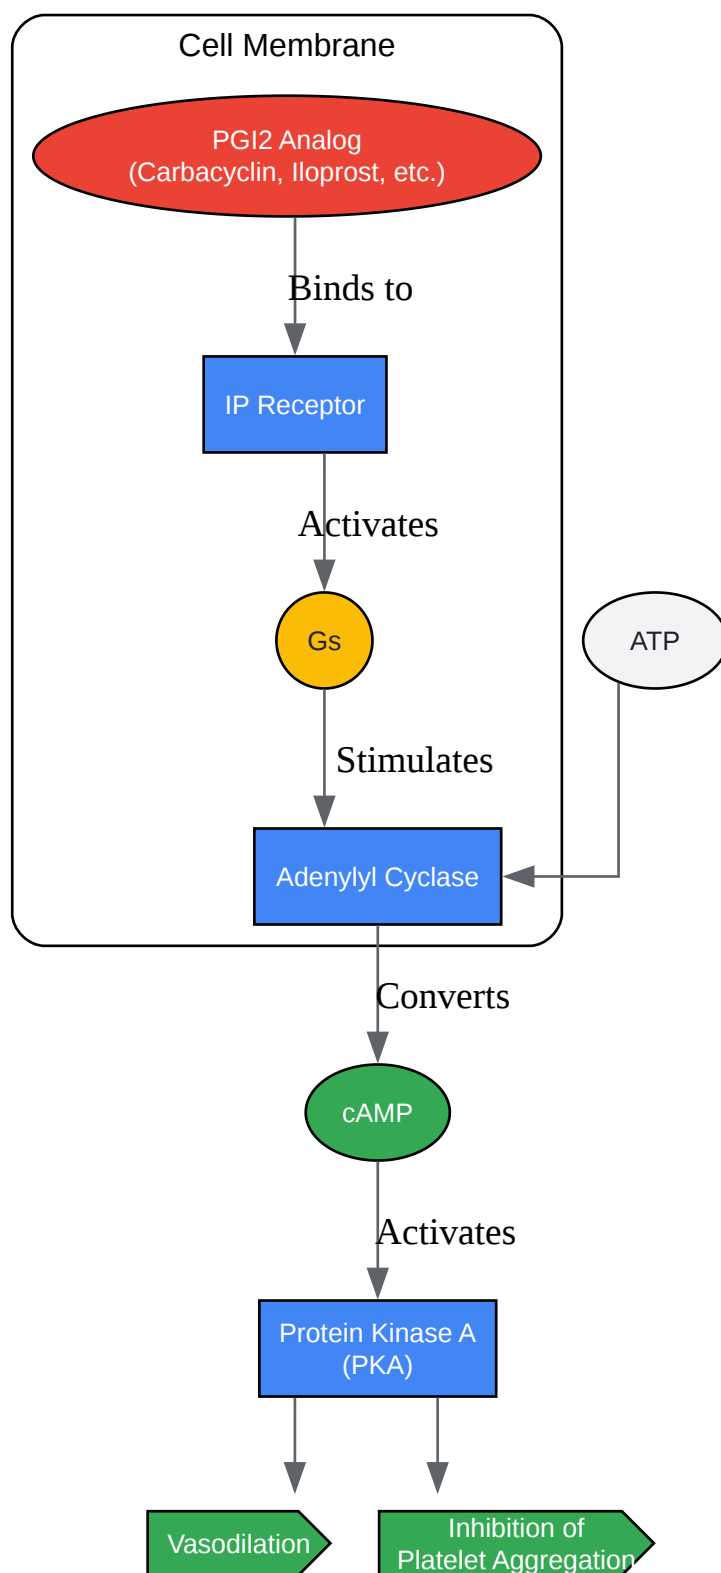 Cell Membrane
PGI2 Analog
(Carbacyclin, Iloprost, etc.)
Binds to
IP Receptor
Activates
Gs
ATP
Stimulates
Adenylyl Cyclase
Converts
cAMP
Activates
Protein Kinase A
(PKA)
Vasodilation
Inhibition of
Platelet Aggregation